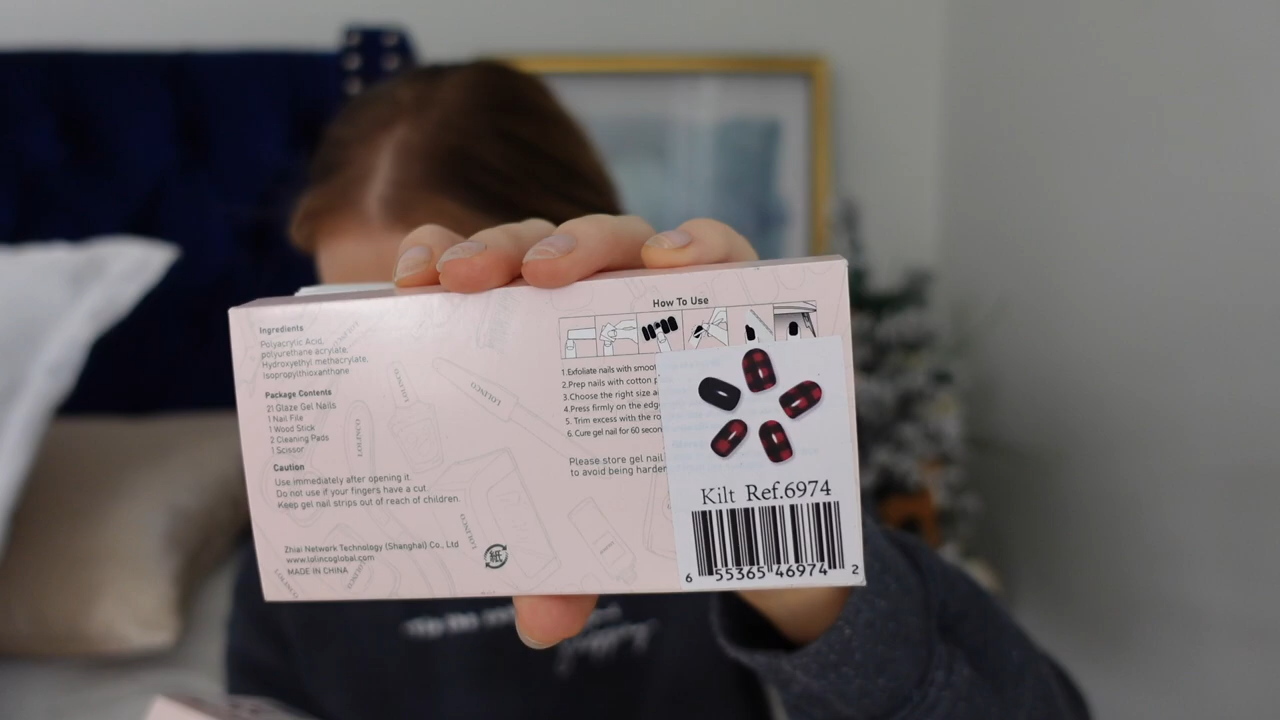 Ingredients
Polyacrylic Acid,
polyurethane acrylate,
Hydroxyethyl methacrylate,
Isopropylthioxanthone
Package Contents
21 Glaze Gel Nails
1 Nail File
1 Wood Stick
2 Cleaning Pads
1 Scissor
Caution
Use immediately after opening it.
Do not use if your fingers have a cut.
Keep gel nail strips out of reach of children.
Zhiai Network Technology (Shanghai) Co., Ltd
www.lolincoglobal.com
MADE IN CHINA
紙
How To Use
1.Exfoliate nails with smoot
2.Prep nails with cotton p
3.Choose the right size a
4.Press firmly on the edg
5. Trim excess with the ro
6. Cure gel nail for 60 secon
Please store gel nail
to avoid being harden
Kilt Ref.6974
6 55365 46974 2
LOLINCO
LOLINCO
LOLINCO
LOLINCO